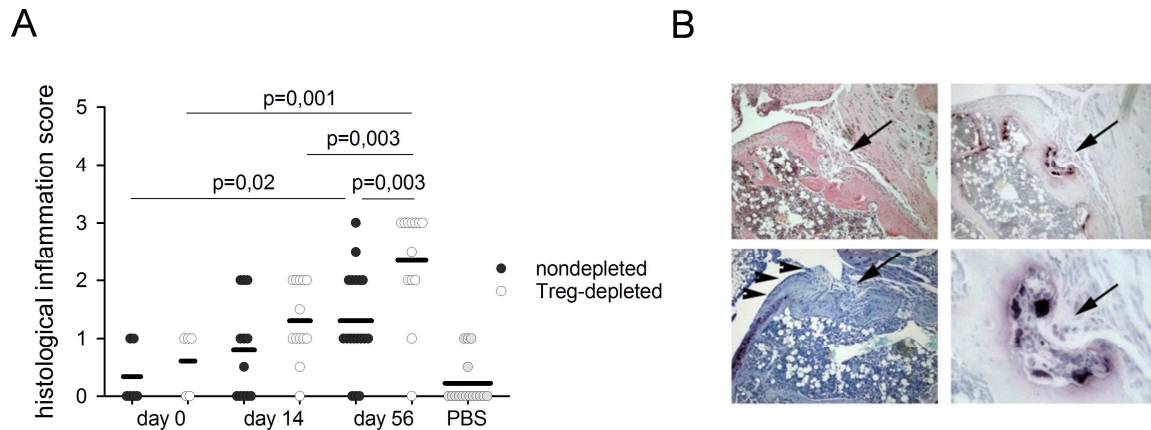 A
B
histological inflammation score
5
4
3
2
1
0
p=0,001
p=0,003
p=0,02
p=0,003
nondepleted
Treg-depleted
day 0
day 14
day 56
PBS